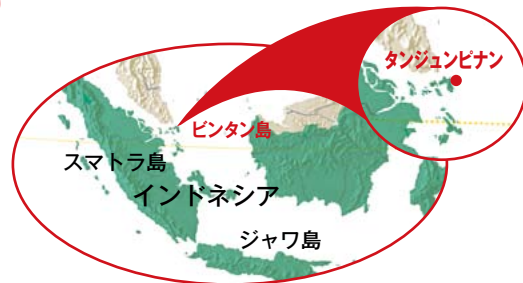 タンジュンピナン
ビンタン島
スマトラ島
インドネシア
ジャワ島